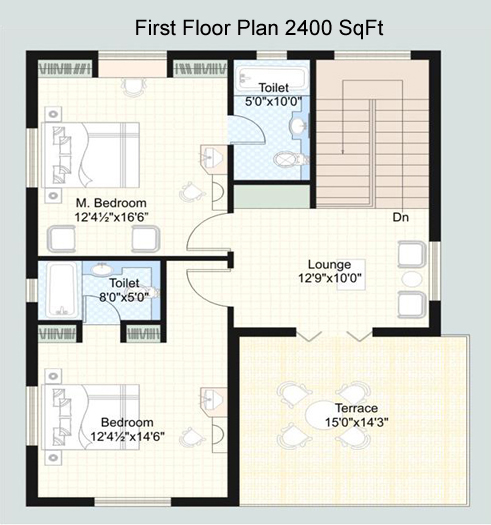 First Floor Plan 2400 SqFt
Toilet
5'0"x10'0"
M. Bedroom
12'4½"x16'6"
Dn
Lounge
12'9"x10'0"
Toilet
8'0"x5'0"
Bedroom
12'4½"x14'6"
Terrace
15'0"x14'3"